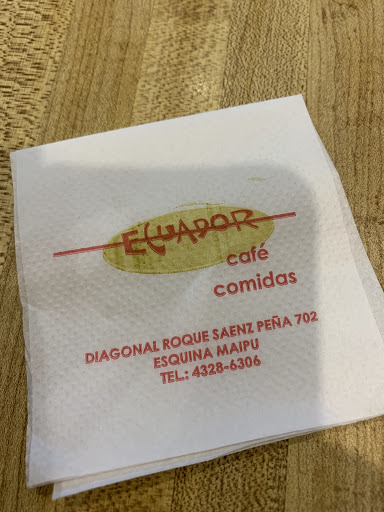 ECUADOR
café
comidas
DIAGONAL ROQUE SAENZ PEÑA 702
ESQUINA MAIPU
TEL.: 4328-6306